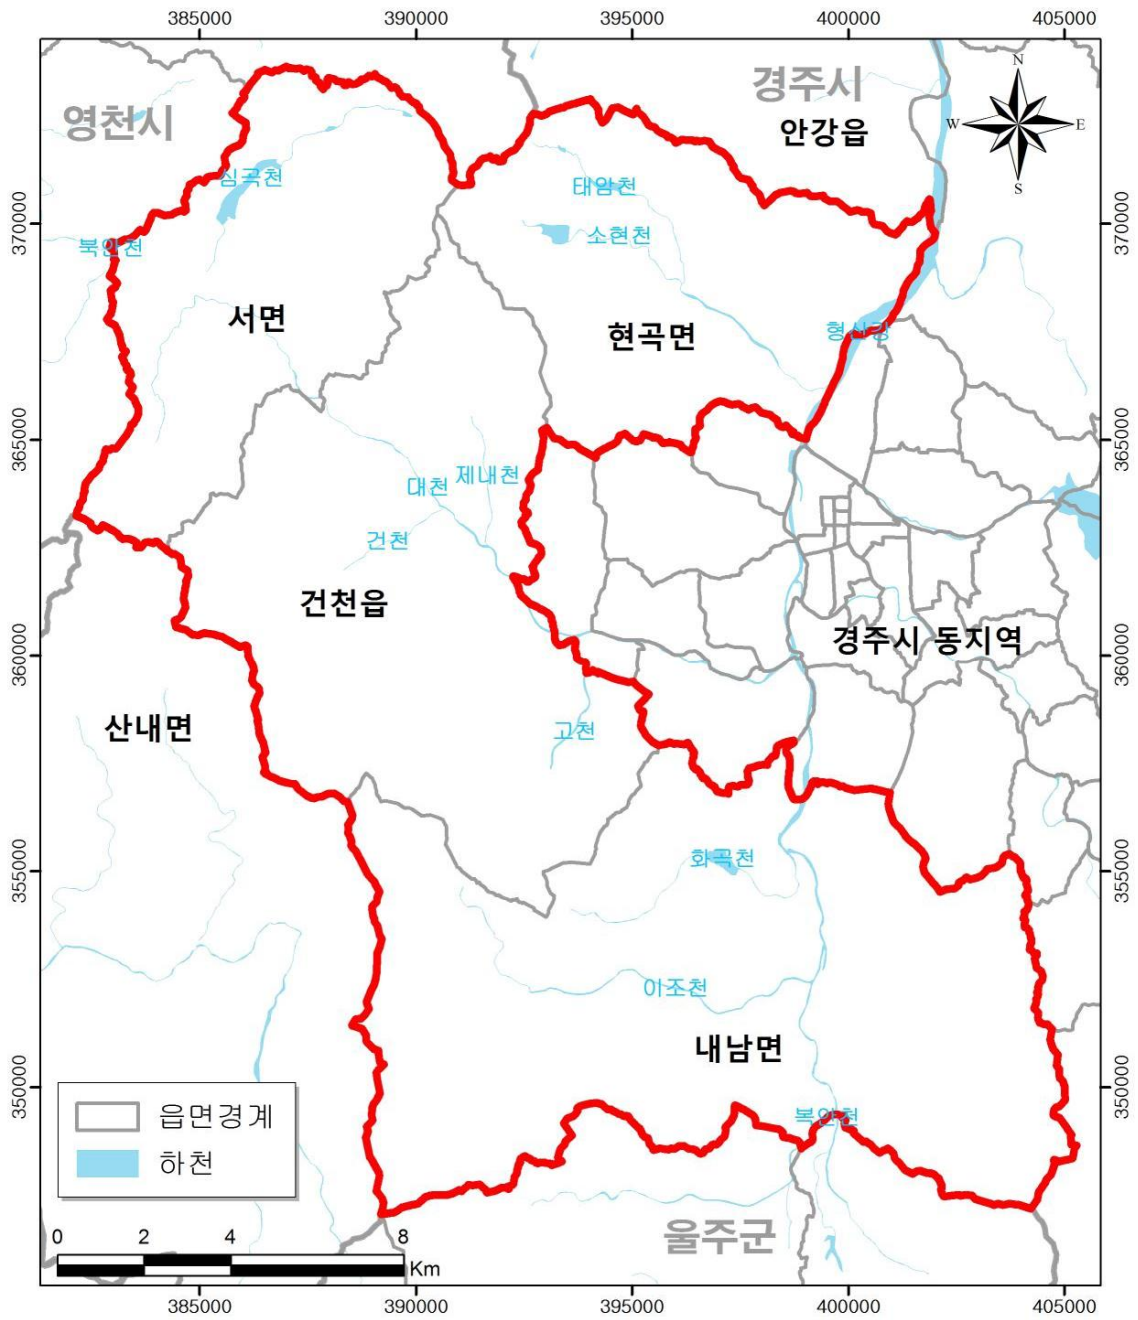 385000 390000 395000 400000 405000
경주시
영천시
안강읍
N
W E
S
심곡천
태암천
370000
370000
북안천
소현천
서면
현곡면
형산강
365000
365000
제내천
대천
건천
건천읍
경주시 동지역
360000
360000
산내면
고천
화곡천
355000
355000
이조천
내남면
350000
350000
복안천
읍면경계
하천
울주군
0 2 4 8
Km
385000 390000 395000 400000 405000